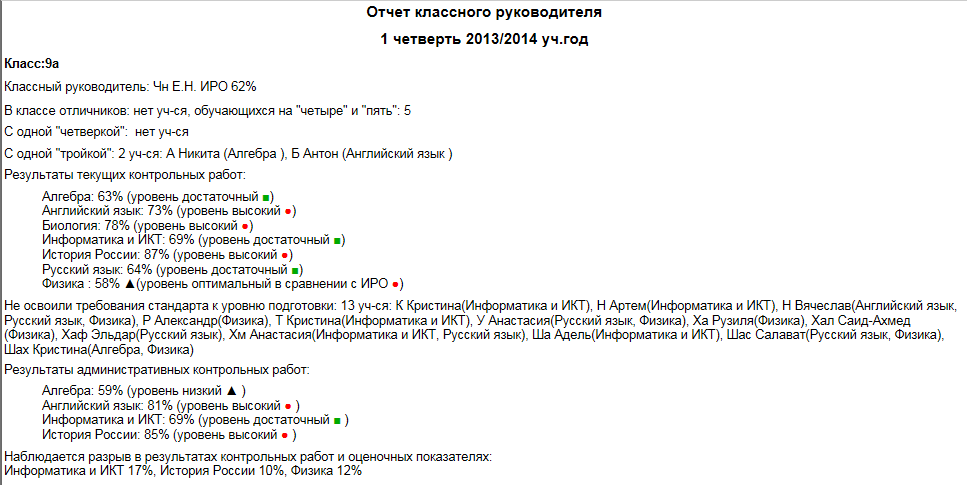 Отчет классного руководителя
1 четверть 2013/2014 уч.год
Класс:9а
Классный руководитель: Чн Е.Н. ИРО 62%
В классе отличников: нет уч-ся, обучающихся на "четыре" и "пять": 5
С одной "четверкой": нет уч-ся
С одной "тройкой": 2 уч-ся: А Никита (Алгебра ), Б Антон (Английский язык )
Результаты текущих контрольных работ:
Алгебра: 63% (уровень достаточный ■)
Английский язык: 73% (уровень высокий ●)
Биология: 78% (уровень высокий ●)
Информатика и ИКТ: 69% (уровень достаточный ■)
История России: 87% (уровень высокий ●)
Русский язык: 64% (уровень достаточный ■)
Физика : 58% ▲(уровень оптимальный в сравнении с ИРО ●)
Не освоили требования стандарта к уровню подготовки: 13 уч-ся: К Кристина(Информатика и ИКТ), Н Артем(Информатика и ИКТ), Н Вячеслав(Английский язык,
Русский язык, Физика), Р Александр(Физика), Т Кристина(Информатика и ИКТ), У Анастасия(Русский язык, Физика), Ха Рузиля(Физика), Хал Саид-Ахмед
(Физика), Хаф Эльдар(Русский язык), Хм Анастасия(Информатика и ИКТ, Русский язык), Ша Адель(Информатика и ИКТ), Шас Салават(Русский язык, Физика),
Шах Кристина(Алгебра, Физика)
Результаты административных контрольных работ:
Алгебра: 59% (уровень низкий ▲ )
Английский язык: 81% (уровень высокий ● )
Информатика и ИКТ: 69% (уровень достаточный ■ )
История России: 85% (уровень высокий ● )
Наблюдается разрыв в результатах контрольных работ и оценочных показателях:
Информатика и ИКТ 17%, История России 10%, Физика 12%